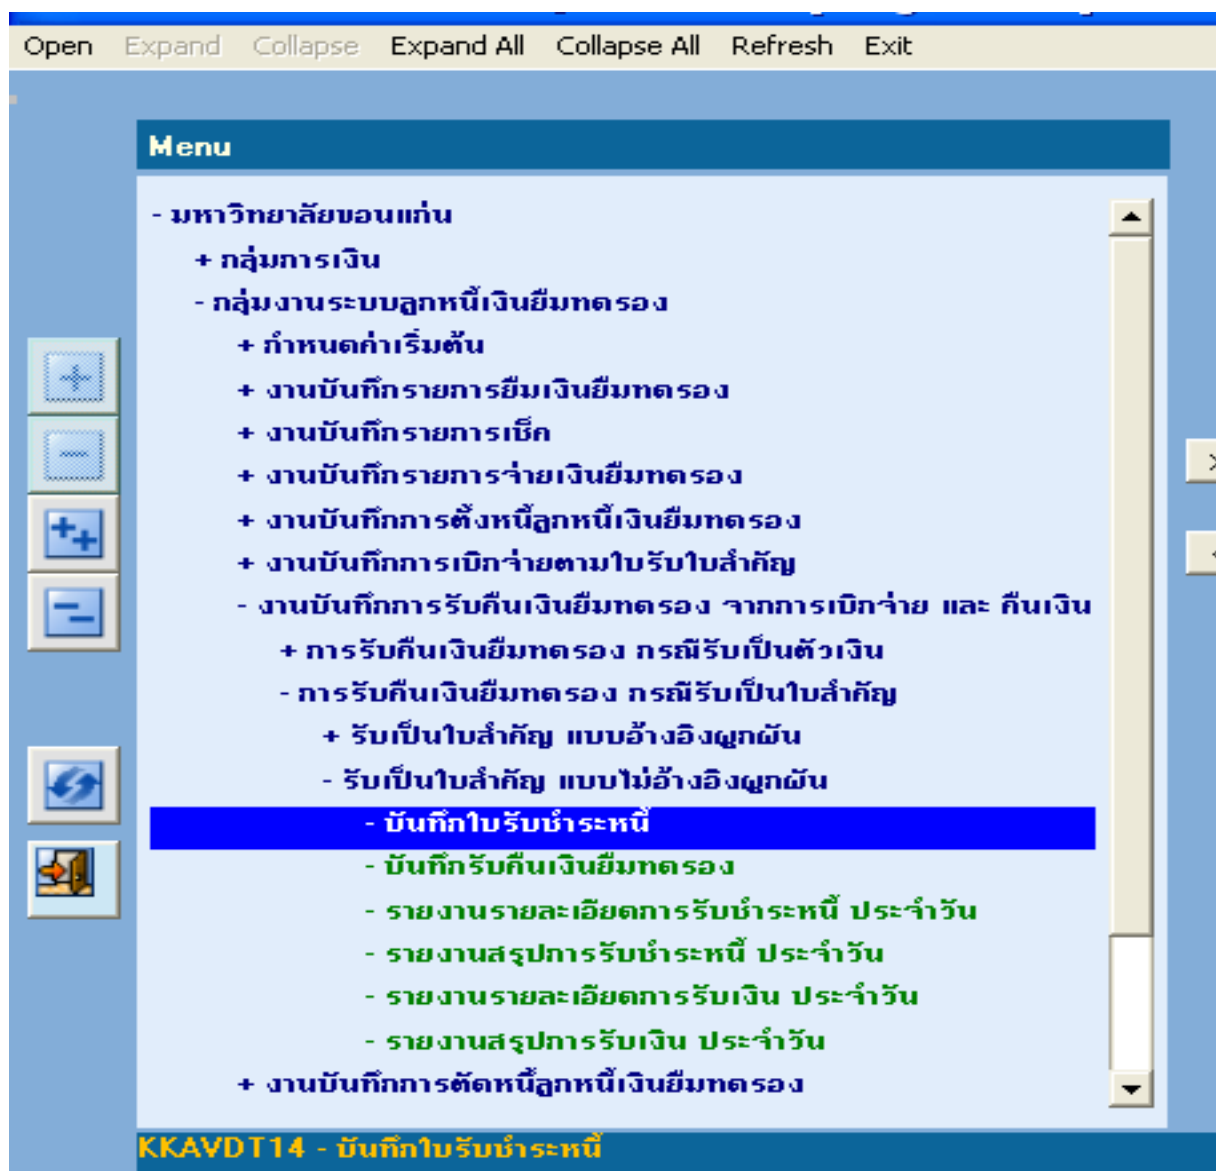 Open Expand Collapse Expand All Collapse All Refresh Exit
Menu
- มหาวิทยาลัยขอนแก่น
+ กลุ่มการเงิน
- กลุ่มงานระบบลูกหนี้เงินยืมทดรอง
+ กำหนดค่าเริ่มต้น
+ งานบันทึกรายการยืมเงินยืมทดรอง
+ งานบันทึกรายการเช็ค
+ งานบันทึกรายการจ่ายเงินยืมทดรอง
+ งานบันทึกการตั้งหนี้ลูกหนี้เงินยืมทดรอง
+ งานบันทึกการเบิกจ่ายตามใบรับใบสำคัญ
- งานบันทึกการรับคืนเงินยืมทดรอง จากการเบิกจ่าย และ คืนเงิน
+ การรับคืนเงินยืมทดรอง กรณีรับเป็นตัวเงิน
- การรับคืนเงินยืมทดรอง กรณีรับเป็นใบสำคัญ
+ รับเป็นใบสำคัญ แบบอ้างอิงผูกผัน
- รับเป็นใบสำคัญ แบบไม่อ้างอิงผูกผัน
- บันทึกใบรับชำระหนี้
- บันทึกรับคืนเงินยืมทดรอง
- รายงานรายละเอียดการรับชำระหนี้ ประจำวัน
- รายงานสรุปการรับชำระหนี้ ประจำวัน
- รายงานรายละเอียดการรับเงิน ประจำวัน
- รายงานสรุปการรับเงิน ประจำวัน
+ งานบันทึกการตัดหนี้ลูกหนี้เงินยืมทดรอง
KKAVDT14 - บันทึกใบรับชำระหนี้